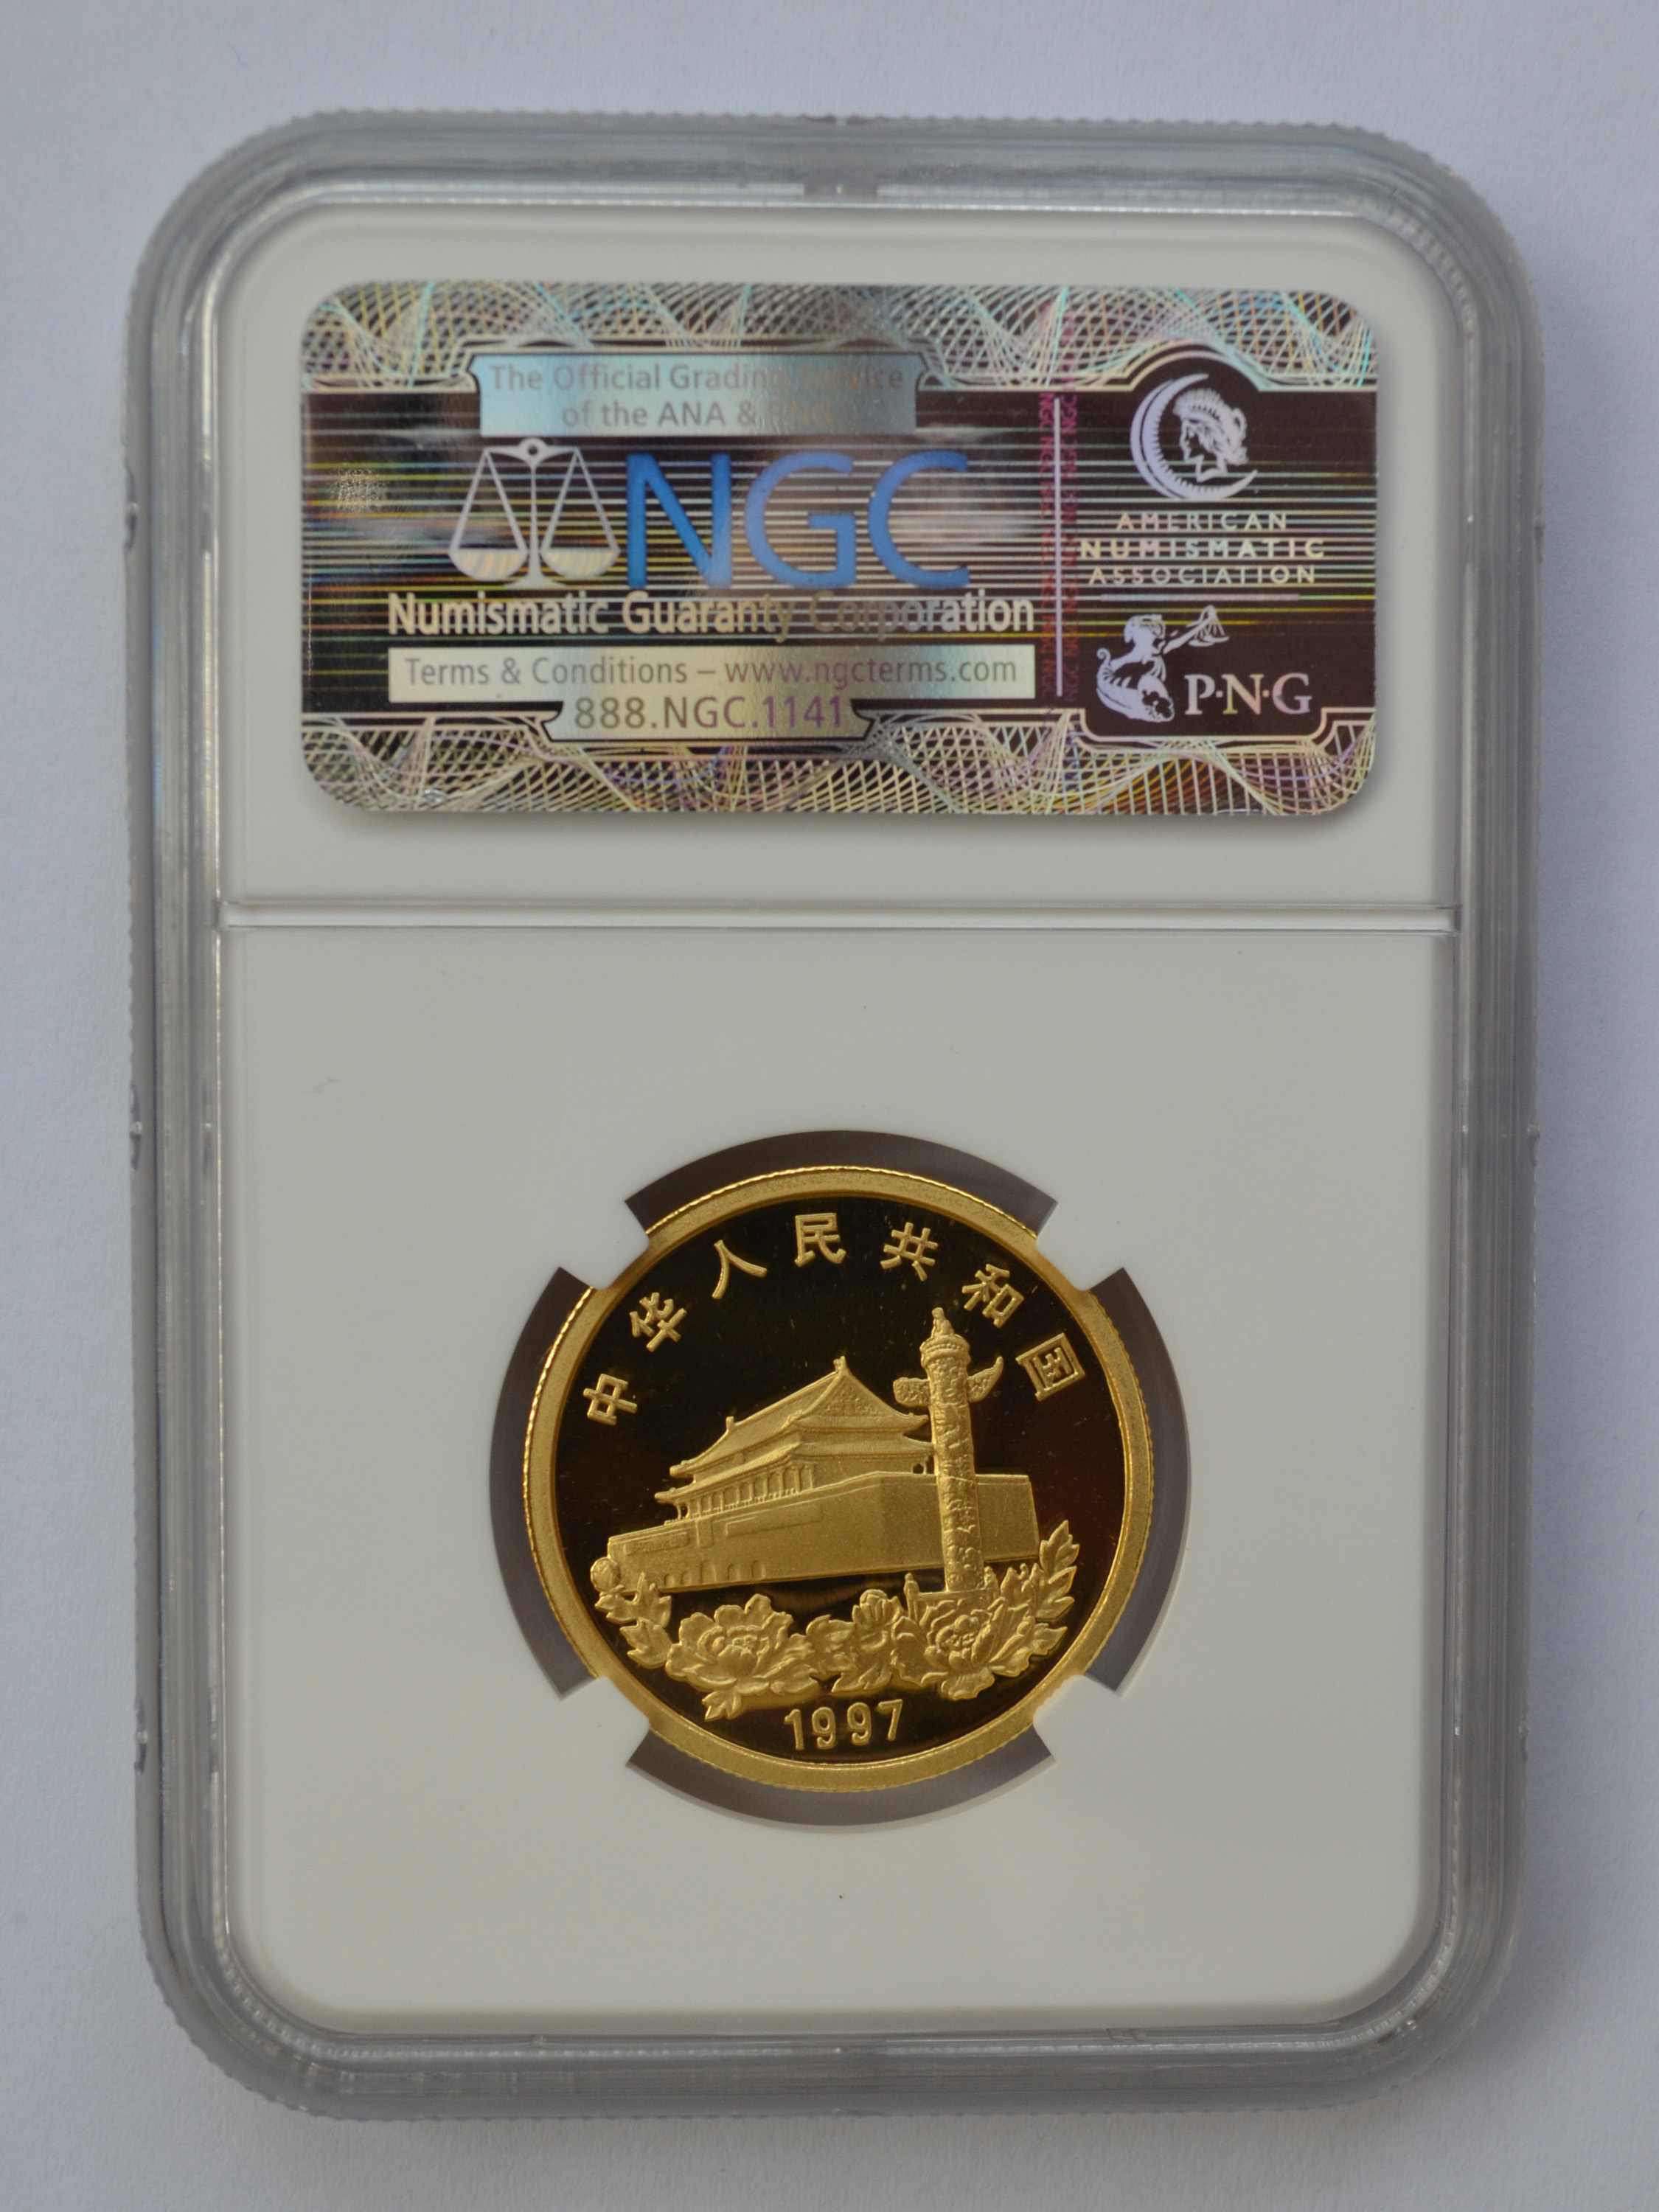 The Official Grading Service
of the ANA & PNG
NGC
Numismatic Guaranty Corporation
Terms & Conditions – www.ngcterms.com
888.NGC.1141
AMERICAN
NUMISMATIC
ASSOCIATION
P·N·G
中华人民共和国
1997